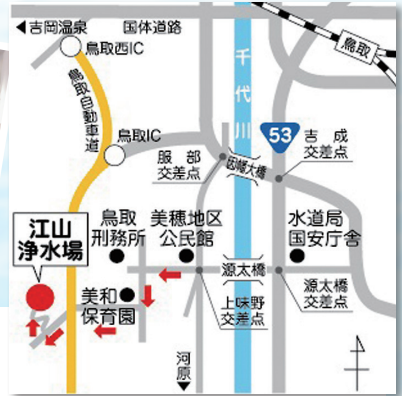 ◀吉岡温泉
国体道路
鳥取西IC
鳥取
鳥取自動車道
千代川
鳥取IC
53
吉成
交差点
服部
交差点
因幡大橋
江山
浄水場
鳥取
刑務所
美穂地区
公民館
水道局
国安庁舎
源太橋
美和
保育園
上味野
交差点
源太橋
交差点
河原▼